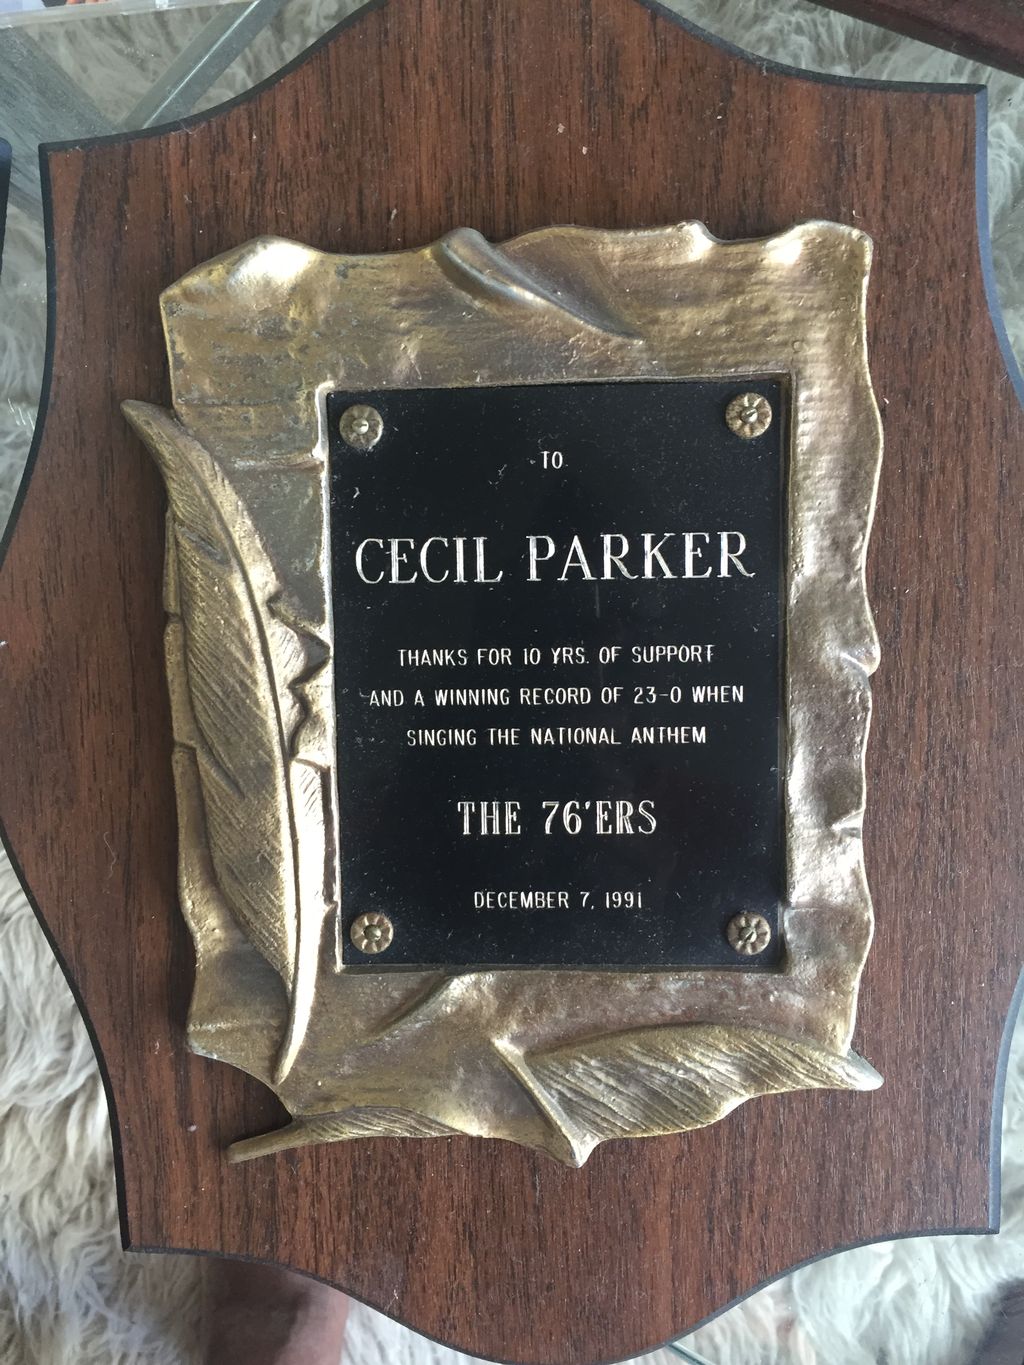 TO
CECIL PARKER
THANKS FOR 10 YRS. OF SUPPORT
AND A WINNING RECORD OF 23-0 WHEN
SINGING THE NATIONAL ANTHEM
THE 76'ERS
DECEMBER 7, 1991